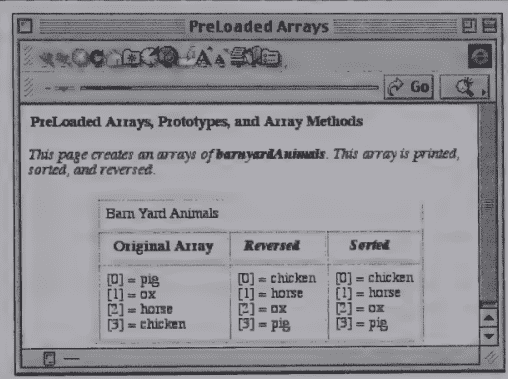 PreLoaded Arrays
Go
PreLoaded Arrays, Prototypes, and Array Methods
This page creates an arrays of barnyardAnimals. This array is printed,
sorted, and reversed.
Barn Yard Animals
Original Array Reversed Sorted
[0] = pig [0] = chicken [0] = chicken
[1] = ox [1] = horse [1] = horse
[2] = horse [2] = ox [2] = ox
[3] = chicken [3] = pig [3] = pig